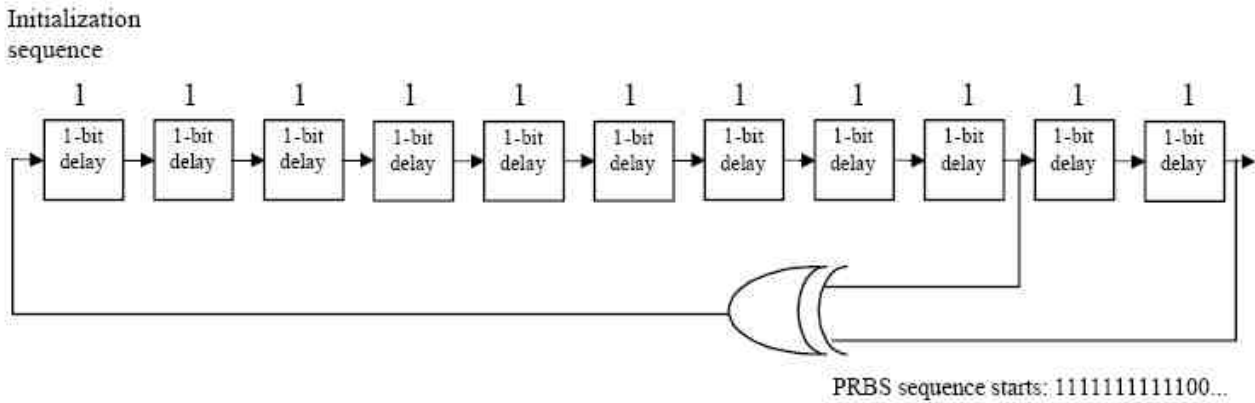 Initialization
sequence
1 1 1 1 1 1 1 1 1 1 1
1-bit 1-bit 1-bit 1-bit 1-bit 1-bit 1-bit 1-bit 1-bit 1-bit 1-bit
delay delay delay delay delay delay delay delay delay delay delay
PRBS sequence starts: 1111111111100...